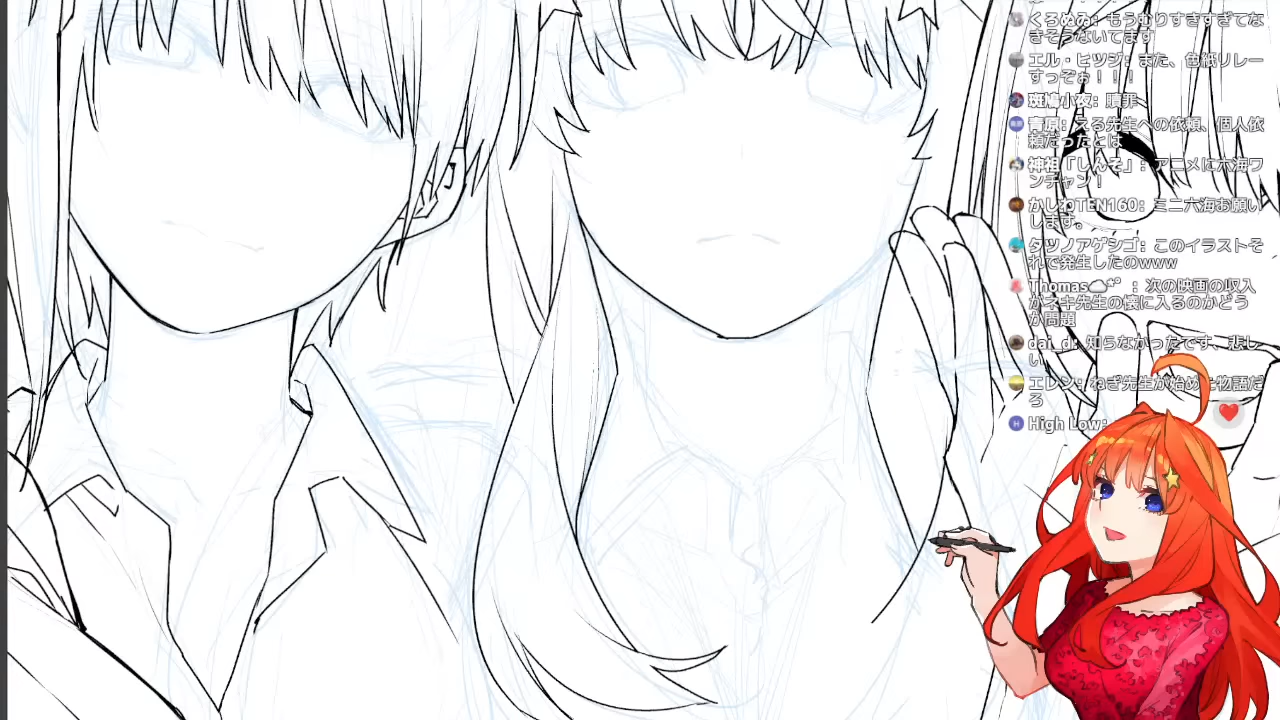 くろぬゐ: もうむりすきすぎてな
きそうないてます
エル・ヒツジ: また、色紙リレー
すっぞぉ！！！
斑鳩小夜: 贖罪
える先生への依頼、個人依
頼だったとは
神祖「しんそ」: アニメに六海ワ
ンチャン！
かしわTEN160: ミニ六海お願い
します。
タツノアゲシゴ: このイラストそ
れで発生したのwww
Thomas☁️*ﾟ : 次の映画の収入
がネキ先生の懐に入るのかどう
か問題
dai_d: 知らなかったです、悲し
い
エレン: ねぎ先生が始めた物語だ
ろ
High Low: